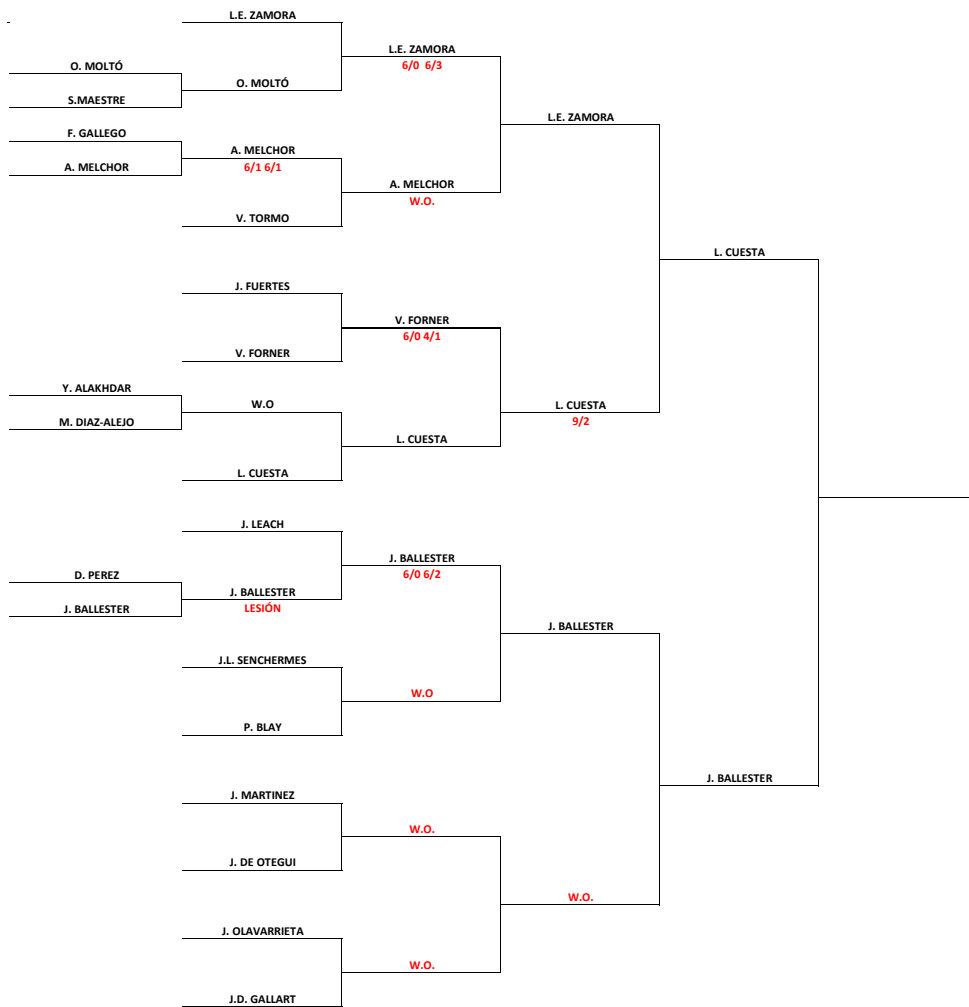 L.E. ZAMORA
L.E. ZAMORA
6/0 6/3
O. MOLTÓ
O. MOLTÓ
S.MAESTRE
L.E. ZAMORA
F. GALLEGO
A. MELCHOR
6/1 6/1
A. MELCHOR
A. MELCHOR
W.O.
V. TORMO
L. CUESTA
J. FUERTES
V. FORNER
6/0 4/1
V. FORNER
Y. ALAKHDAR
W.O
L. CUESTA
9/2
M. DIAZ-ALEJO
L. CUESTA
L. CUESTA
J. LEACH
J. BALLESTER
6/0 6/2
D. PEREZ
J. BALLESTER
LESIÓN
J. BALLESTER
J. BALLESTER
J.L. SENCHERMES
W.O
P. BLAY
J. BALLESTER
J. MARTINEZ
W.O.
J. DE OTEGUI
W.O.
J. OLAVARRIETA
W.O.
J.D. GALLART